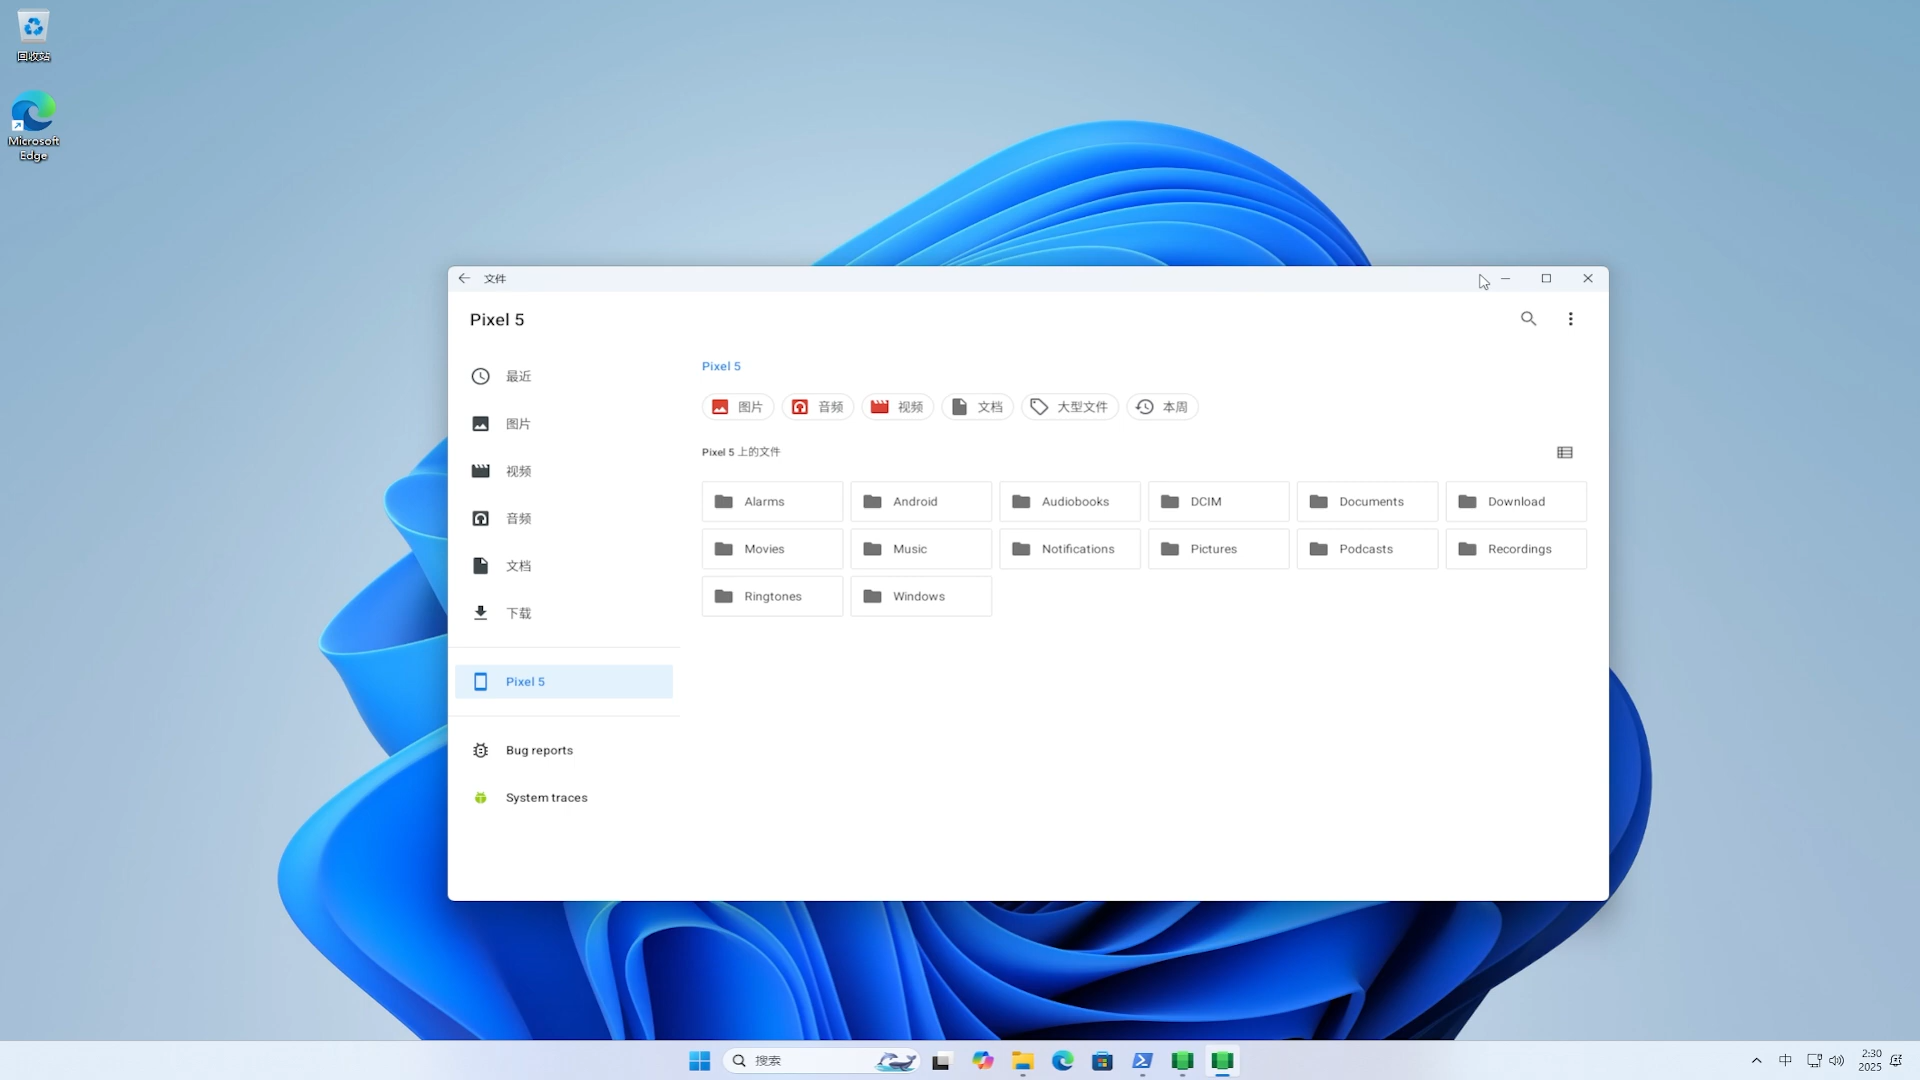 回收站
Microsoft
Edge
文件
Pixel 5
最近
图片
视频
音频
文档
下载
Pixel 5
Bug reports
System traces
Pixel 5
图片 音频 视频 文档 大型文件 本周
Pixel 5 上的文件
Alarms Android Audiobooks DCIM Documents Download
Movies Music Notifications Pictures Podcasts Recordings
Ringtones Windows
搜索
中
2:30
2025